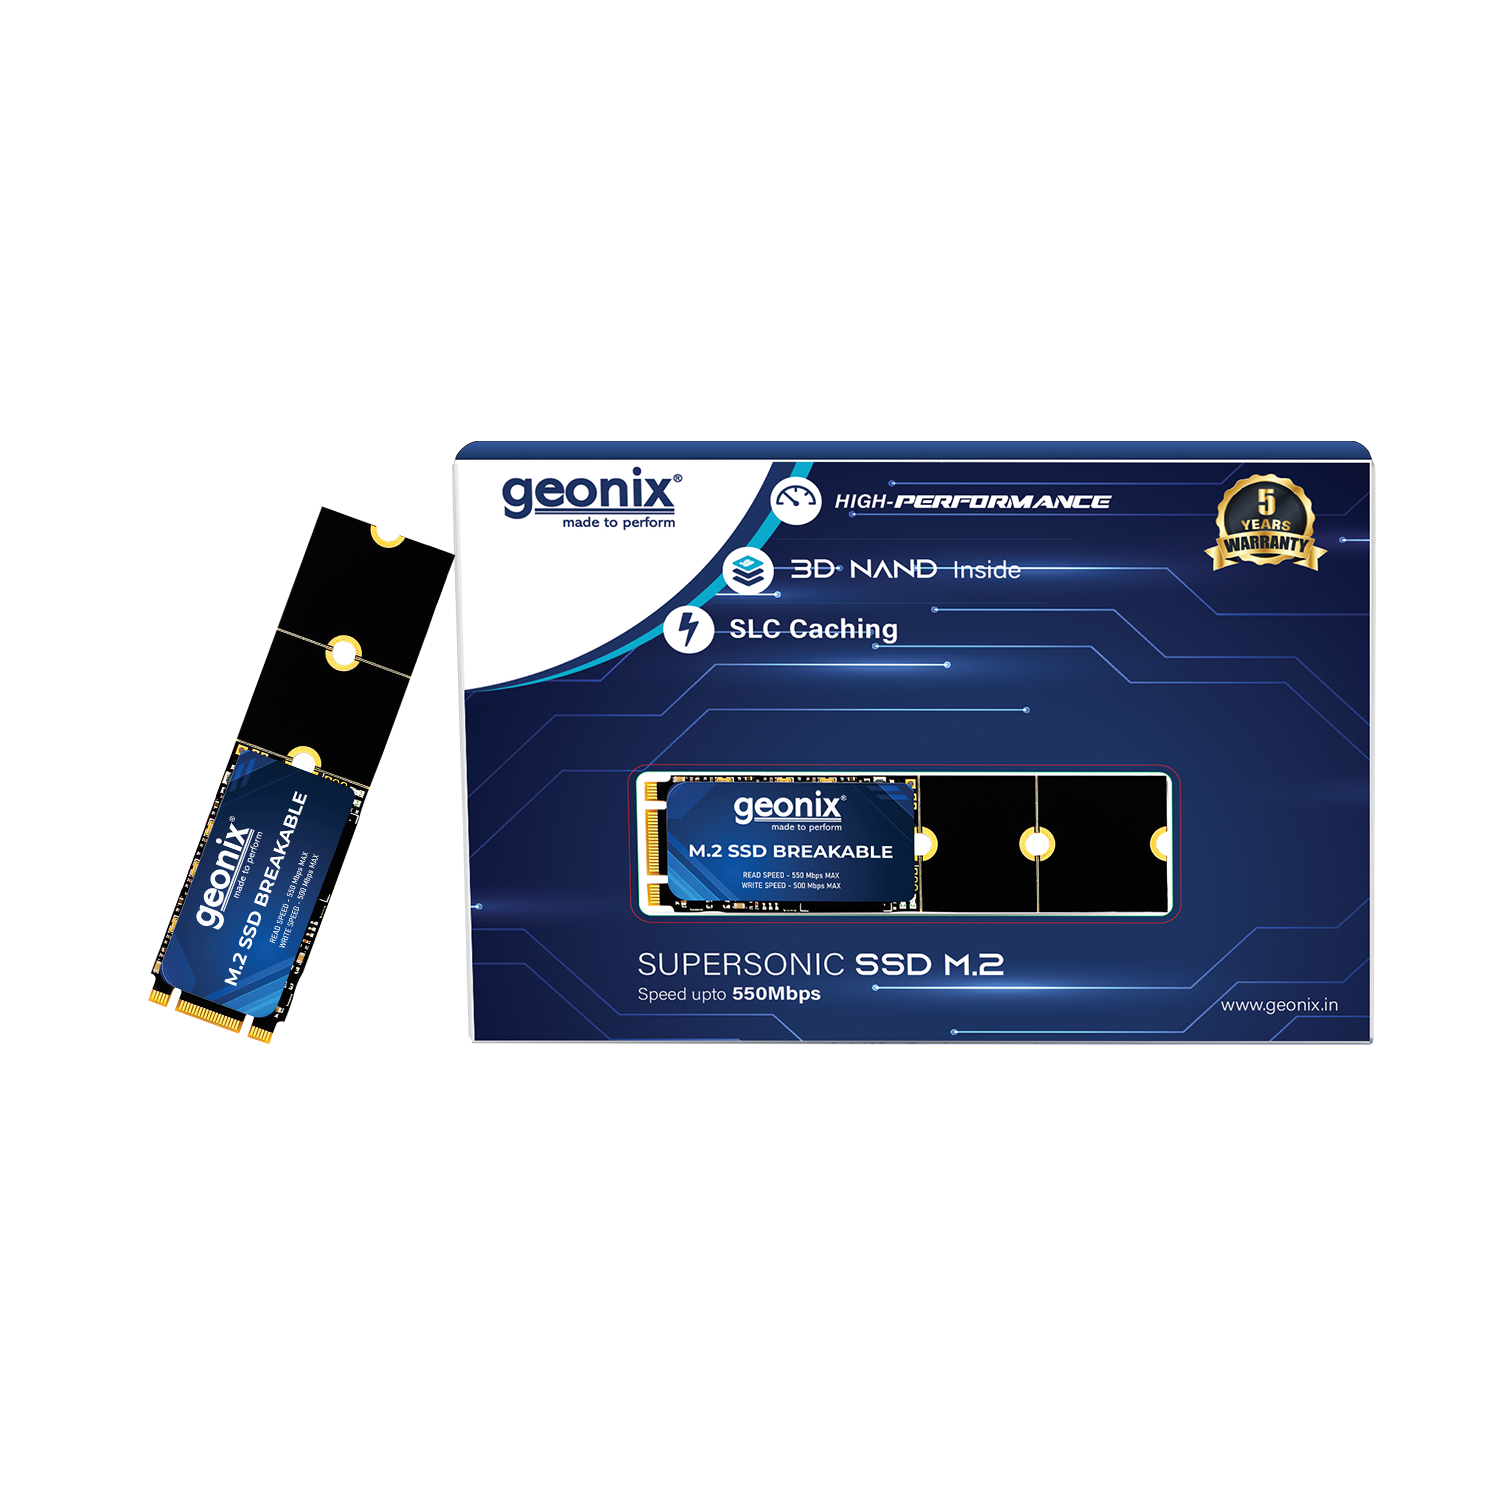 geonix®
made to perform
HIGH-PERFORMANCE
3D NAND Inside
SLC Caching
5
YEARS
WARRANTY
geonix®
made to perform
M.2 SSD BREAKABLE
READ SPEED - 550 Mbps MAX
WRITE SPEED - 500 Mbps MAX
SUPERSONIC SSD M.2
Speed upto 550Mbps
www.geonix.in
geonix®
made to perform
M.2 SSD BREAKABLE
READ SPEED - 550 Mbps MAX
WRITE SPEED - 500 Mbps MAX